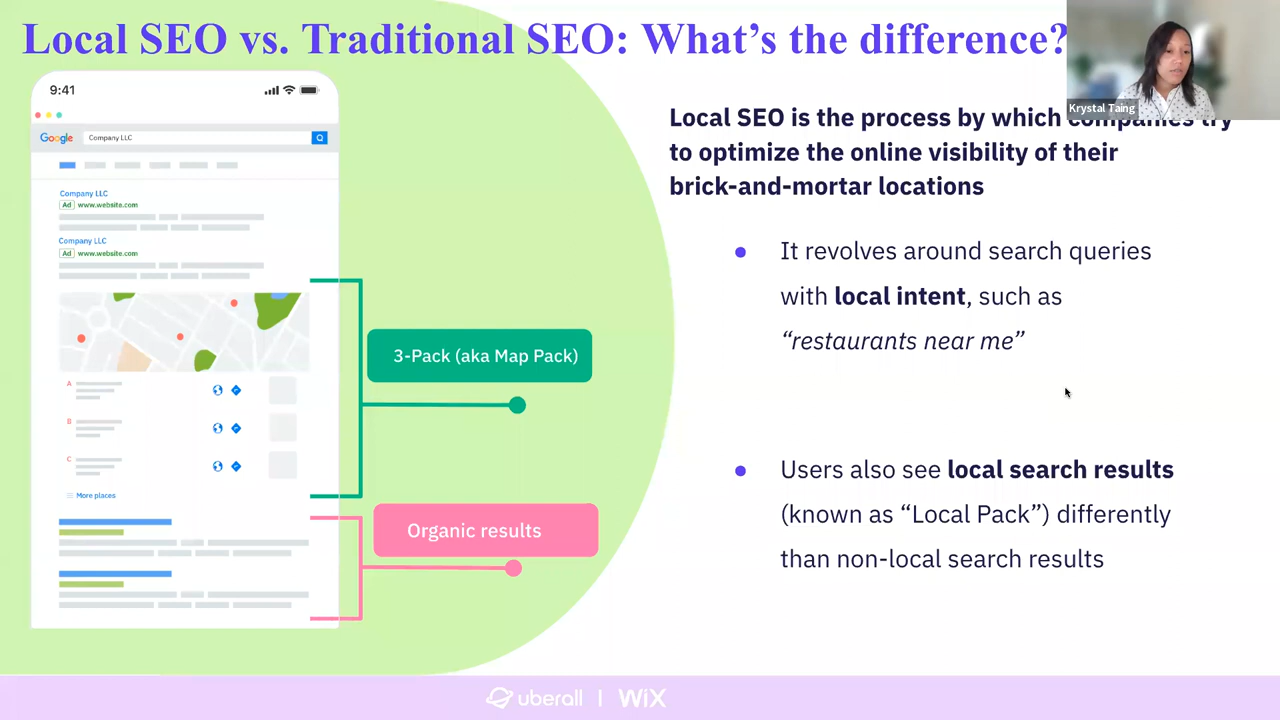 Local SEO vs. Traditional SEO: What's the difference?
Krystal Taing
9:41
Google
Company LLC
Company LLC
Ad www.website.com
Company LLC
Ad www.website.com
A
B
C
More places
3-Pack (aka Map Pack)
Organic results
Local SEO is the process by which companies try
to optimize the online visibility of their
brick-and-mortar locations
It revolves around search queries
with local intent, such as
“restaurants near me”
Users also see local search results
(known as “Local Pack”) differently
than non-local search results
uberall | WiX